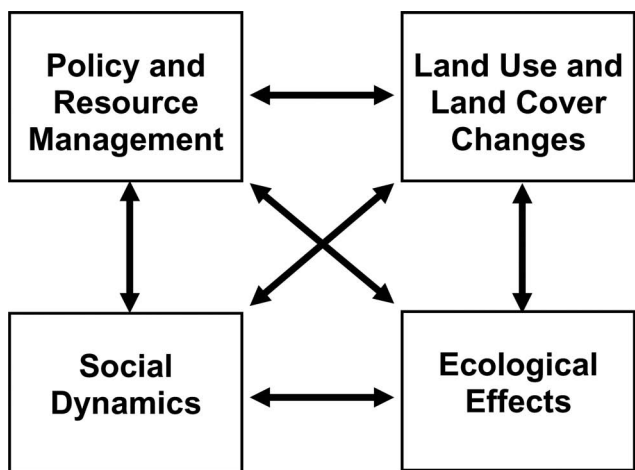 Policy and
Resource
Management
Land Use and
Land Cover
Changes
Social
Dynamics
Ecological
Effects